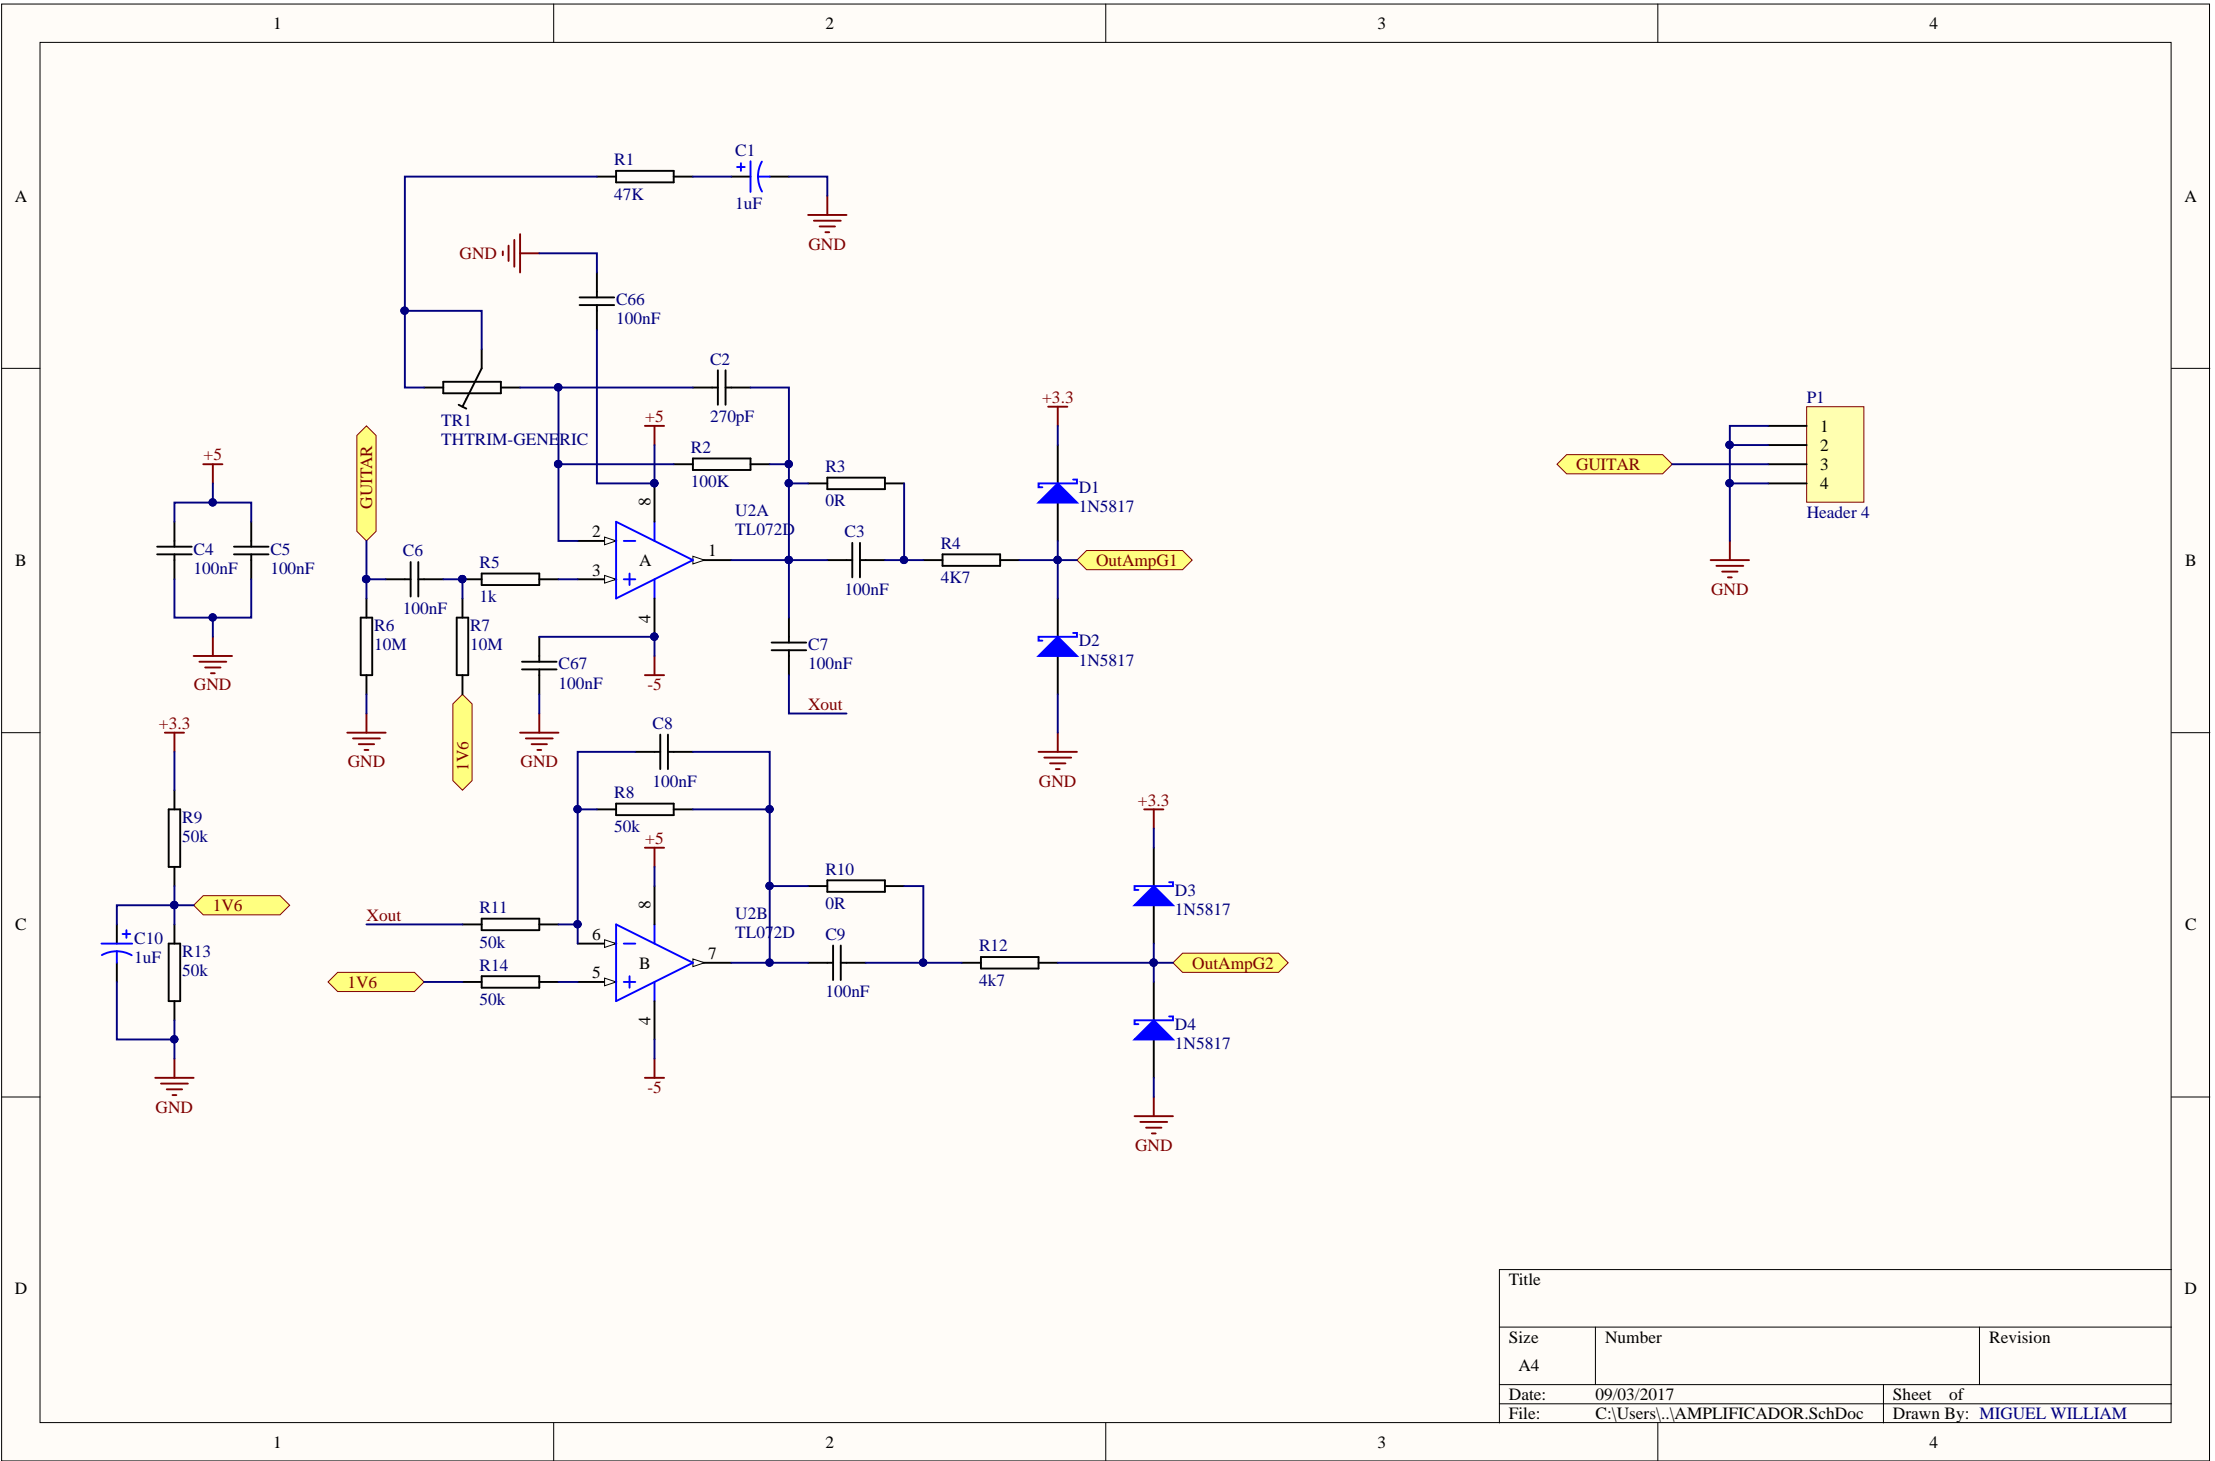 1 2 3 4
A A
R1
47K
C1
1uF
GND
GND
C66
100nF
C2
270pF
TR1
THTRIM-GENERIC
+5
R2
100K
R3
0R
+3.3
D1
1N5817
P1
1
2
3
4
Header 4
GUITAR
GND
+5
C4
100nF
C5
100nF
GND
GUITAR
C6
100nF
R5
1k
R6
10M
GND
R7
10M
1V6
8
2
3
A
1
4
U2A
TL072D
C3
100nF
R4
4K7
OutAmpG1
B B
C67
100nF
GND
-5
C7
100nF
Xout
D2
1N5817
GND
+3.3
R9
50k
1V6
C10
1uF
R13
50k
GND
C8
100nF
R8
50k
+5
R10
0R
+3.3
D3
1N5817
C C
Xout
R11
50k
1V6
R14
50k
8
6
5
B
7
4
-5
U2B
TL072D
C9
100nF
R12
4k7
OutAmpG2
D4
1N5817
GND
D D
Title
Size Number Revision
A4
Date: 09/03/2017 Sheet of
File: C:\Users\..\AMPLIFICADOR.SchDoc Drawn By: MIGUEL WILLIAM
1 2 3 4